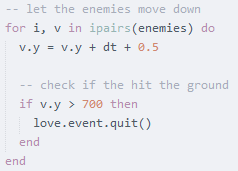 -- let the enemies move down
for i, v in ipairs(enemies) do
  v.y = v.y + dt + 0.5

  -- check if the hit the ground
  if v.y > 700 then
    love.event.quit()
  end
end